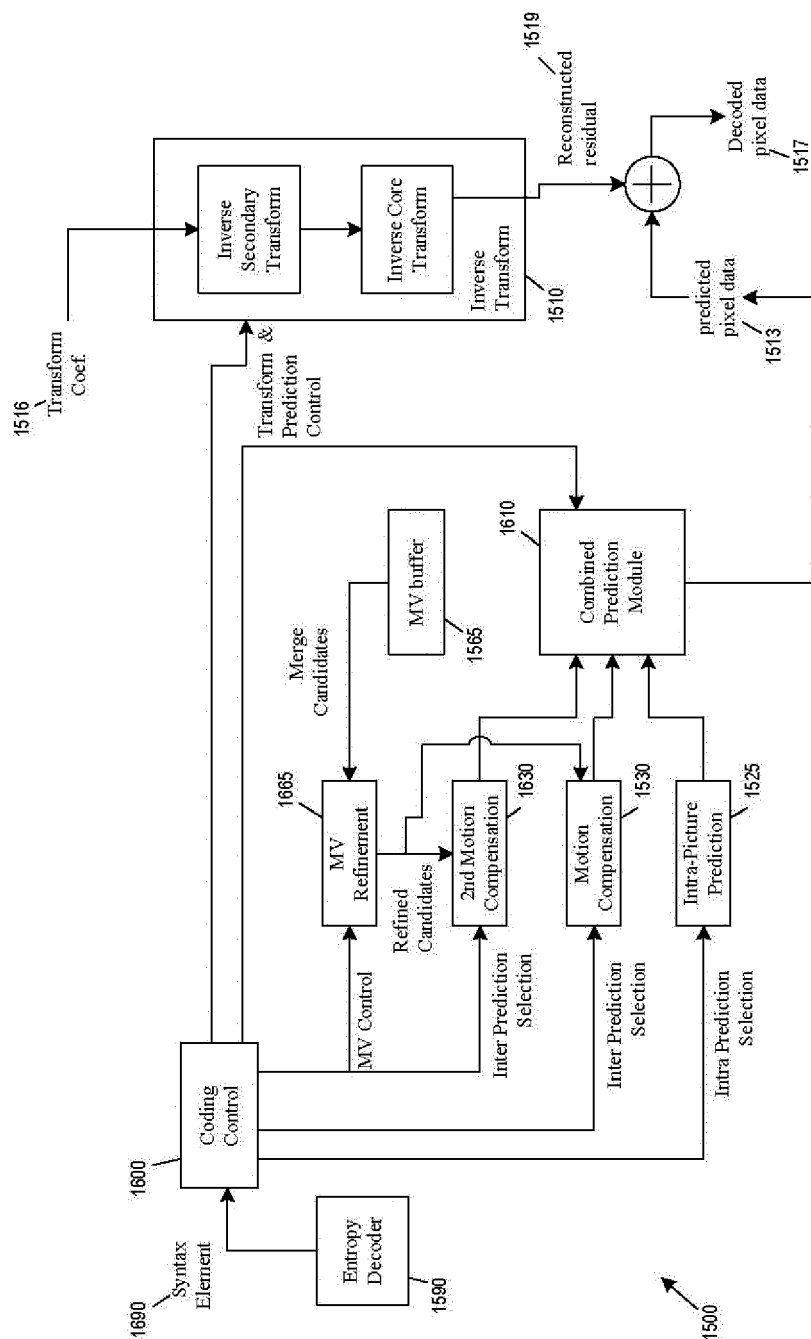 1690
Syntax
Element
Entropy
Decoder
1590
1500
1600
Coding
Control
MV Control
Inter Prediction
Selection
Inter Prediction
Selection
Intra Prediction
Selection
1665
MV
Refinement
Refined
Candidates
2nd Motion
Compensation
1630
Motion
Compensation
1530
Intra-Picture
Prediction
1525
Merge
Candidates
MV buffer
1565
1610
Combined
Prediction
Module
1516
Transform
Coef.
Transform &
Prediction
Control
Inverse
Secondary
Transform
Inverse Core
Transform
Inverse
Transform
1510
1519
Reconstructed
residual
predicted
pixel data
1513
Decoded
pixel data
1517